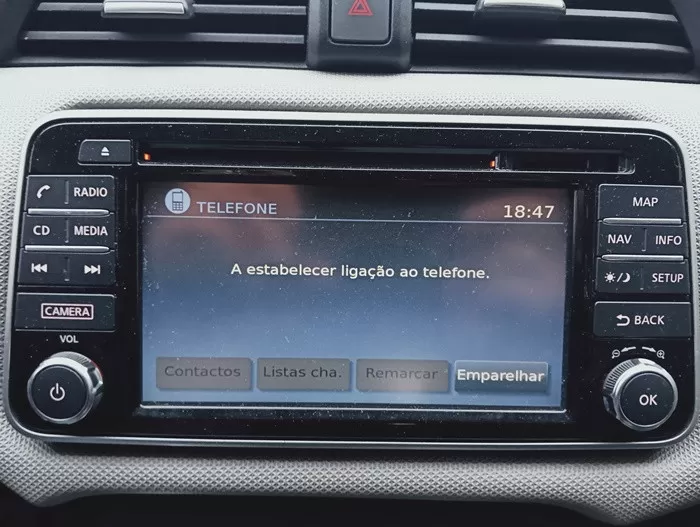 RADIO
CD MEDIA
CAMERA
VOL
TELEFONE 18:47
A estabelecer ligação ao telefone.
Contactos Listas cha. Remarcar Emparelhar
MAP
NAV INFO
SETUP
BACK
OK